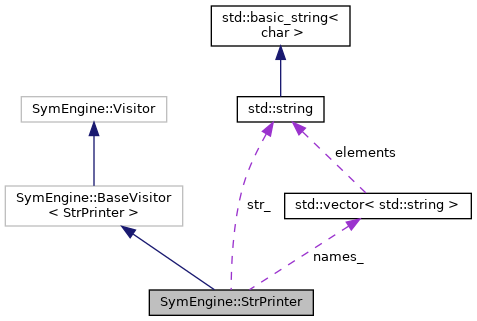 std::basic_string<
char >
SymEngine::Visitor
std::string
elements
SymEngine::BaseVisitor
< StrPrinter >
str_
std::vector< std::string >
names_
SymEngine::StrPrinter